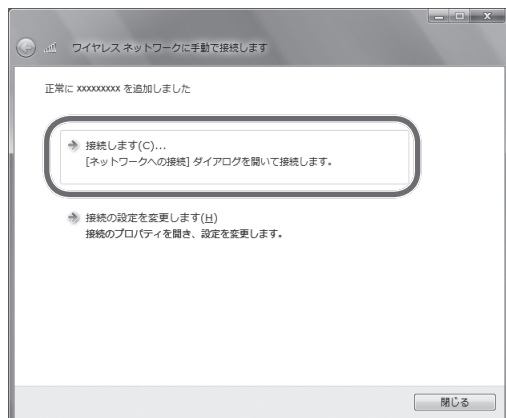 ワイヤレス ネットワークに手動で接続します
正常に xxxxxxxxx を追加しました
接続します(C)...
[ネットワークへの接続] ダイアログを開いて接続します。
接続の設定を変更します(H)
接続のプロパティを開き、設定を変更します。
閉じる